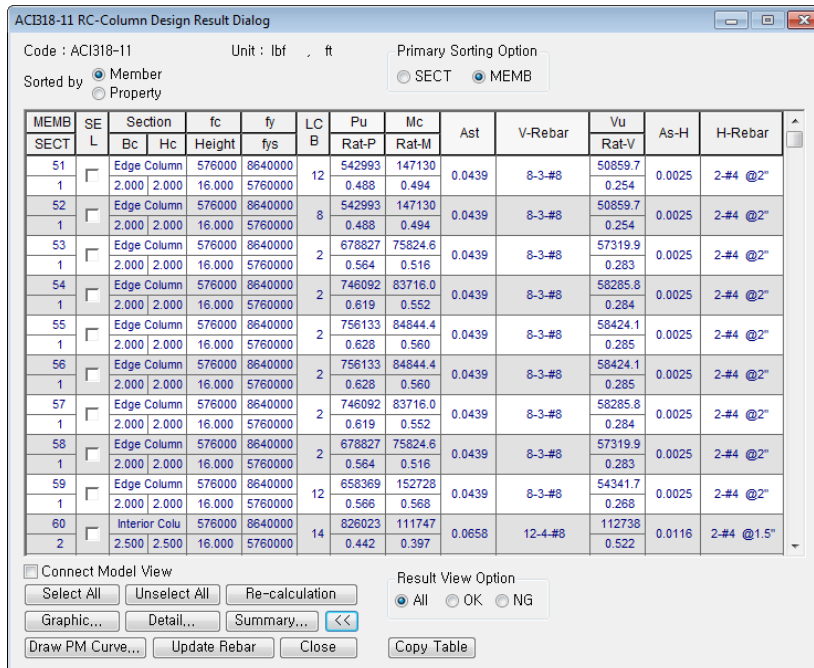 ACI318-11 RC-Column Design Result Dialog
Code : ACI318-11 Unit : lbf , ft Primary Sorting Option
Sorted by Member SECT MEMB
Property
MEMB SE Section fc fy LC Pu Mc Ast V-Rebar Vu As-H H-Rebar
SECT L Bc Hc Height fys B Rat-P Rat-M Rat-V
51 Edge Column 576000 8640000 12 542993 147130 0.0439 8-3-#8 50859.7 0.0025 2-#4 @2"
1 2.000 2.000 16.000 5760000 0.488 0.494 0.254
52 Edge Column 576000 8640000 8 542993 147130 0.0439 8-3-#8 50859.7 0.0025 2-#4 @2"
1 2.000 2.000 16.000 5760000 0.488 0.494 0.254
53 Edge Column 576000 8640000 2 678827 75824.6 0.0439 8-3-#8 57319.9 0.0025 2-#4 @2"
1 2.000 2.000 16.000 5760000 0.564 0.516 0.283
54 Edge Column 576000 8640000 2 746092 83716.0 0.0439 8-3-#8 58285.8 0.0025 2-#4 @2"
1 2.000 2.000 16.000 5760000 0.619 0.552 0.284
55 Edge Column 576000 8640000 2 756133 84844.4 0.0439 8-3-#8 58424.1 0.0025 2-#4 @2"
1 2.000 2.000 16.000 5760000 0.628 0.560 0.285
56 Edge Column 576000 8640000 2 756133 84844.4 0.0439 8-3-#8 58424.1 0.0025 2-#4 @2"
1 2.000 2.000 16.000 5760000 0.628 0.560 0.285
57 Edge Column 576000 8640000 2 746092 83716.0 0.0439 8-3-#8 58285.8 0.0025 2-#4 @2"
1 2.000 2.000 16.000 5760000 0.619 0.552 0.284
58 Edge Column 576000 8640000 2 678827 75824.6 0.0439 8-3-#8 57319.9 0.0025 2-#4 @2"
1 2.000 2.000 16.000 5760000 0.564 0.516 0.283
59 Edge Column 576000 8640000 12 658369 152728 0.0439 8-3-#8 54341.7 0.0025 2-#4 @2"
1 2.000 2.000 16.000 5760000 0.566 0.568 0.268
60 Interior Colu 576000 8640000 14 826023 111747 0.0658 12-4-#8 112738 0.0116 2-#4 @1.5"
2 2.500 2.500 16.000 5760000 0.442 0.397 0.522
Connect Model View Result View Option
Select All Unselect All Re-calculation All OK NG
Graphic... Detail... Summary... <<
Draw PM Curve... Update Rebar Close Copy Table